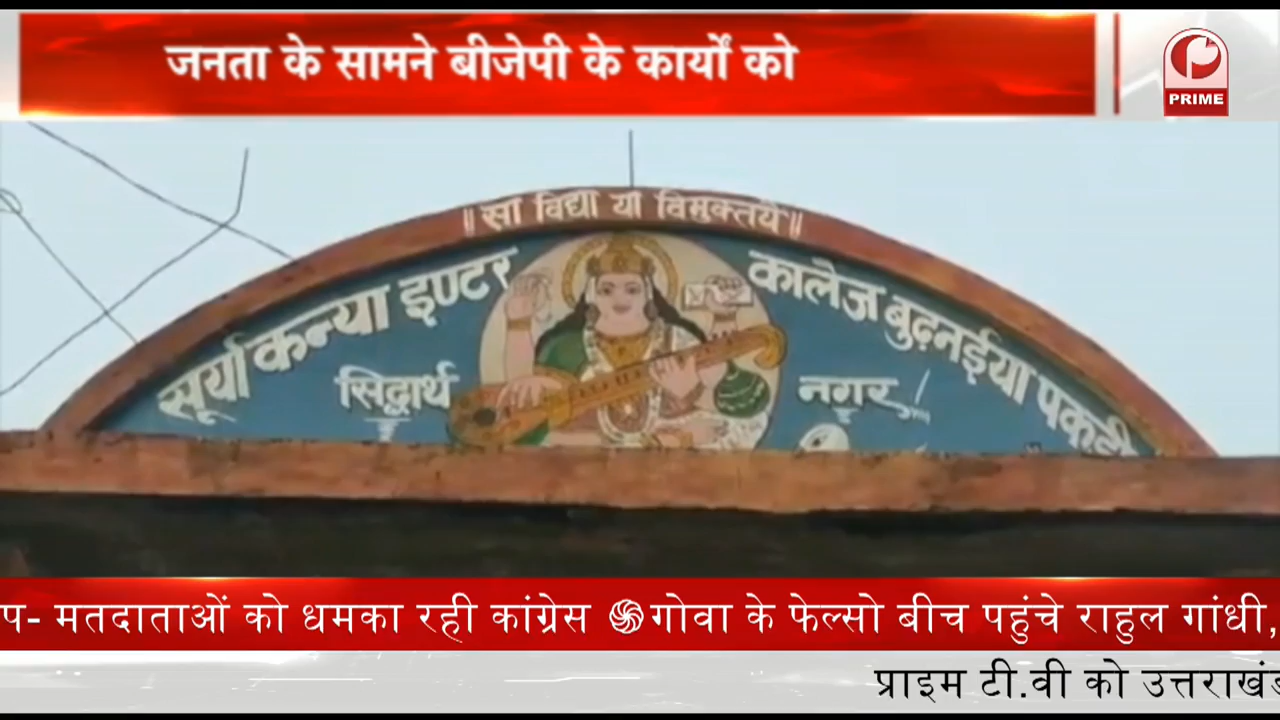 जनता के सामने बीजेपी के कार्यों को
PRIME
॥ सा विद्या या विमुक्तये ॥
सूर्या कन्या इण्टर कालेज बुढ़नईया पकड़ी
सिद्धार्थ नगर
प- मतदाताओं को धमका रही कांग्रेस गोवा के फेल्सो बीच पहुंचे राहुल गांधी,
प्राइम टी.वी को उत्तराखंड